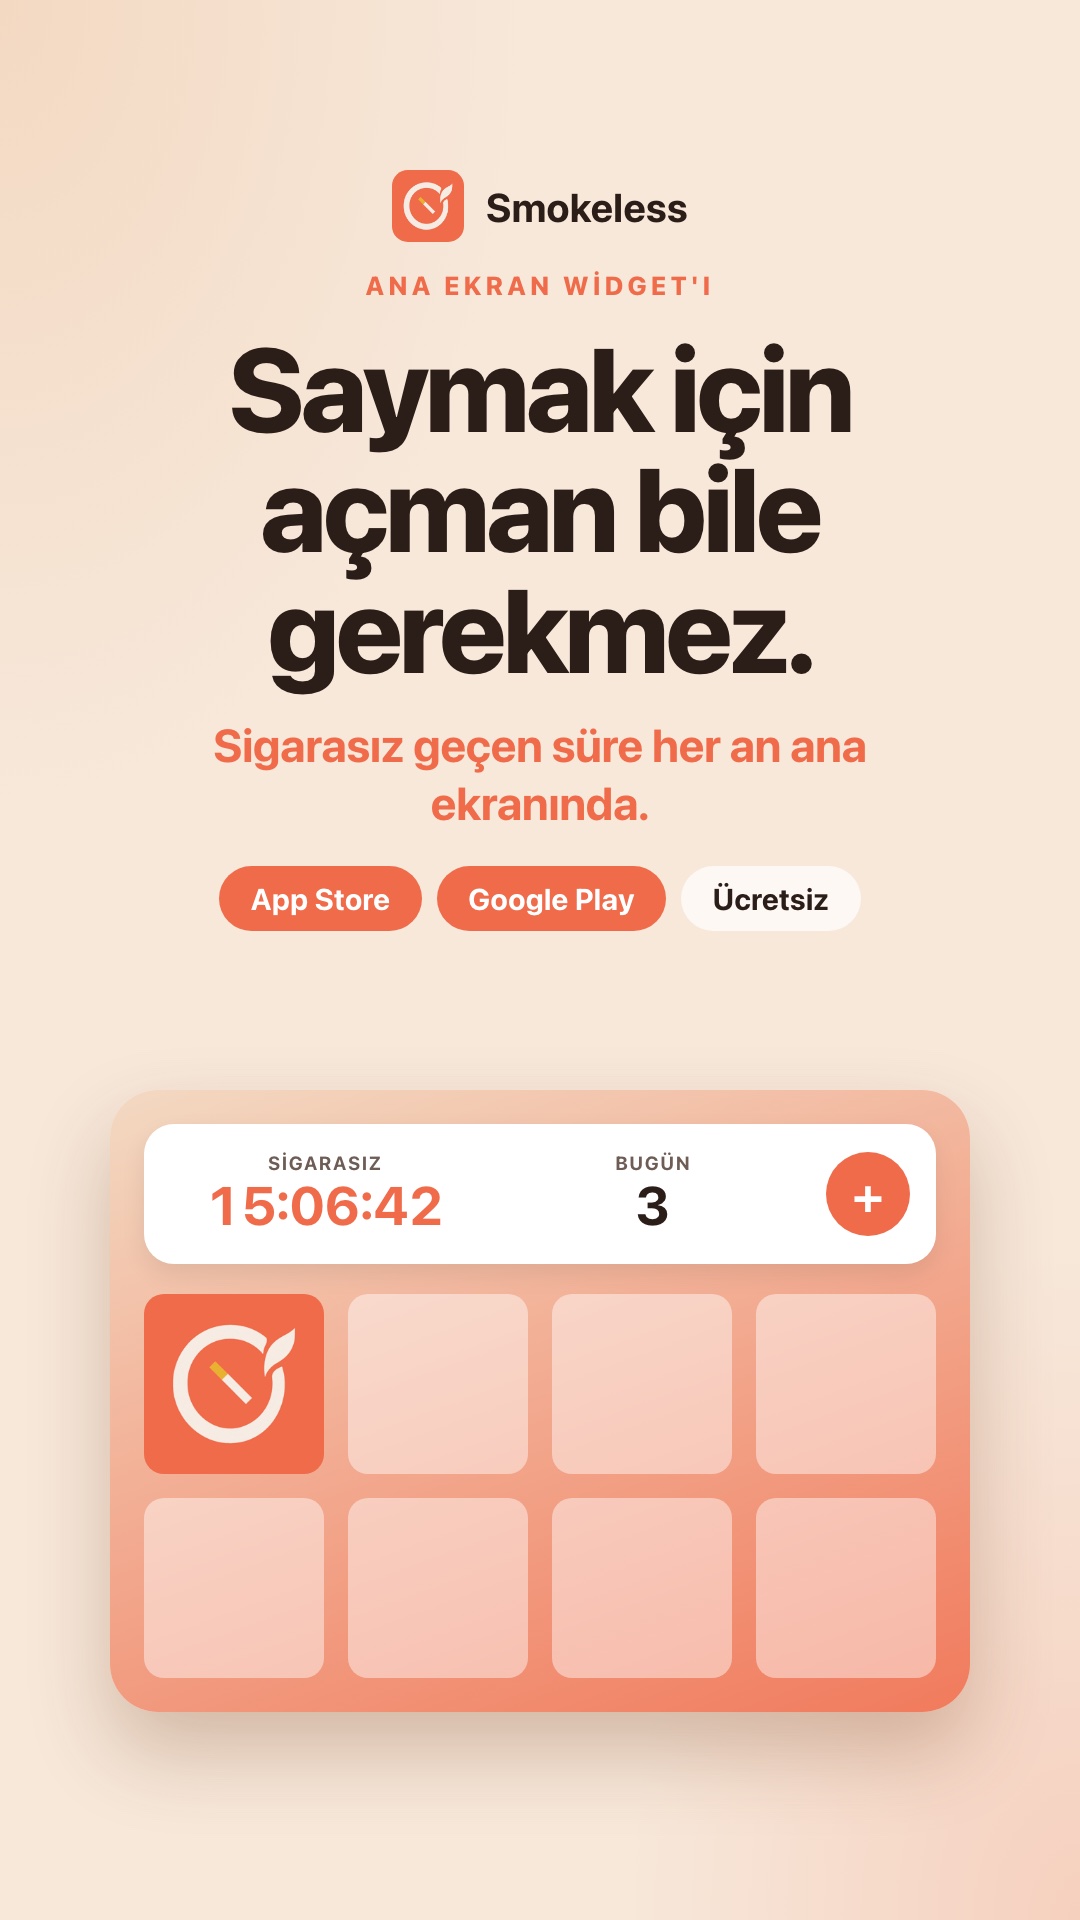 Smokeless
ANA EKRAN WİDGET'I
Saymak için
açman bile
gerekmez.
Sigarasız geçen süre her an ana
ekranında.
App Store
Google Play
Ücretsiz
SİGARASIZ
BUGÜN
15:06:42
3
+